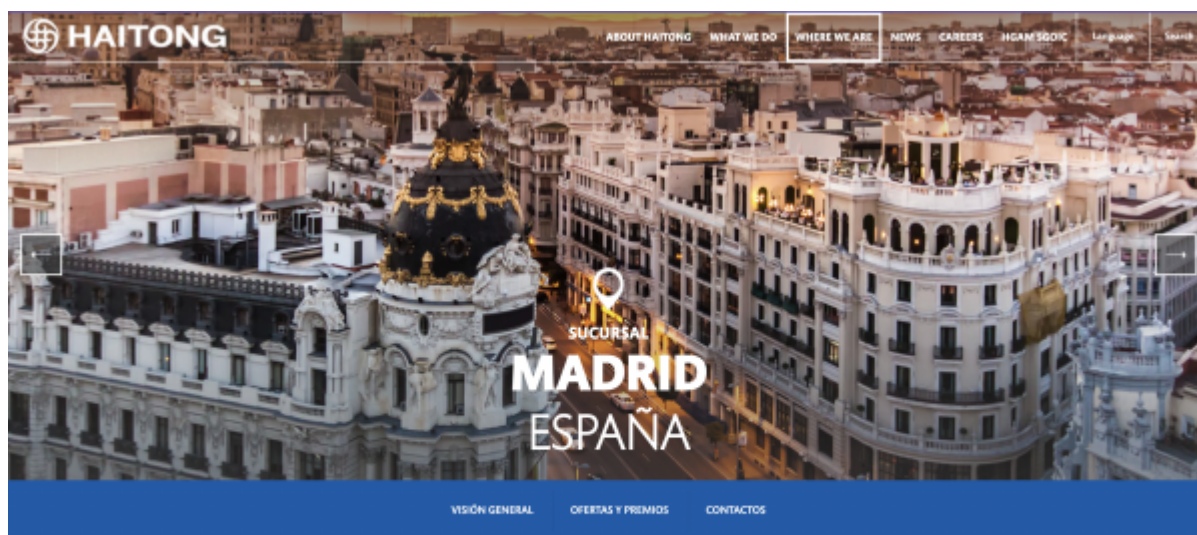 HAITONG
ABOUT HAITONG WHAT WE DO WHERE WE ARE NEWS CAREERS HGAM SGOIC Language Search
SUCURSAL
MADRID
ESPAÑA
VISIÓN GENERAL OFERTAS Y PREMIOS CONTACTOS